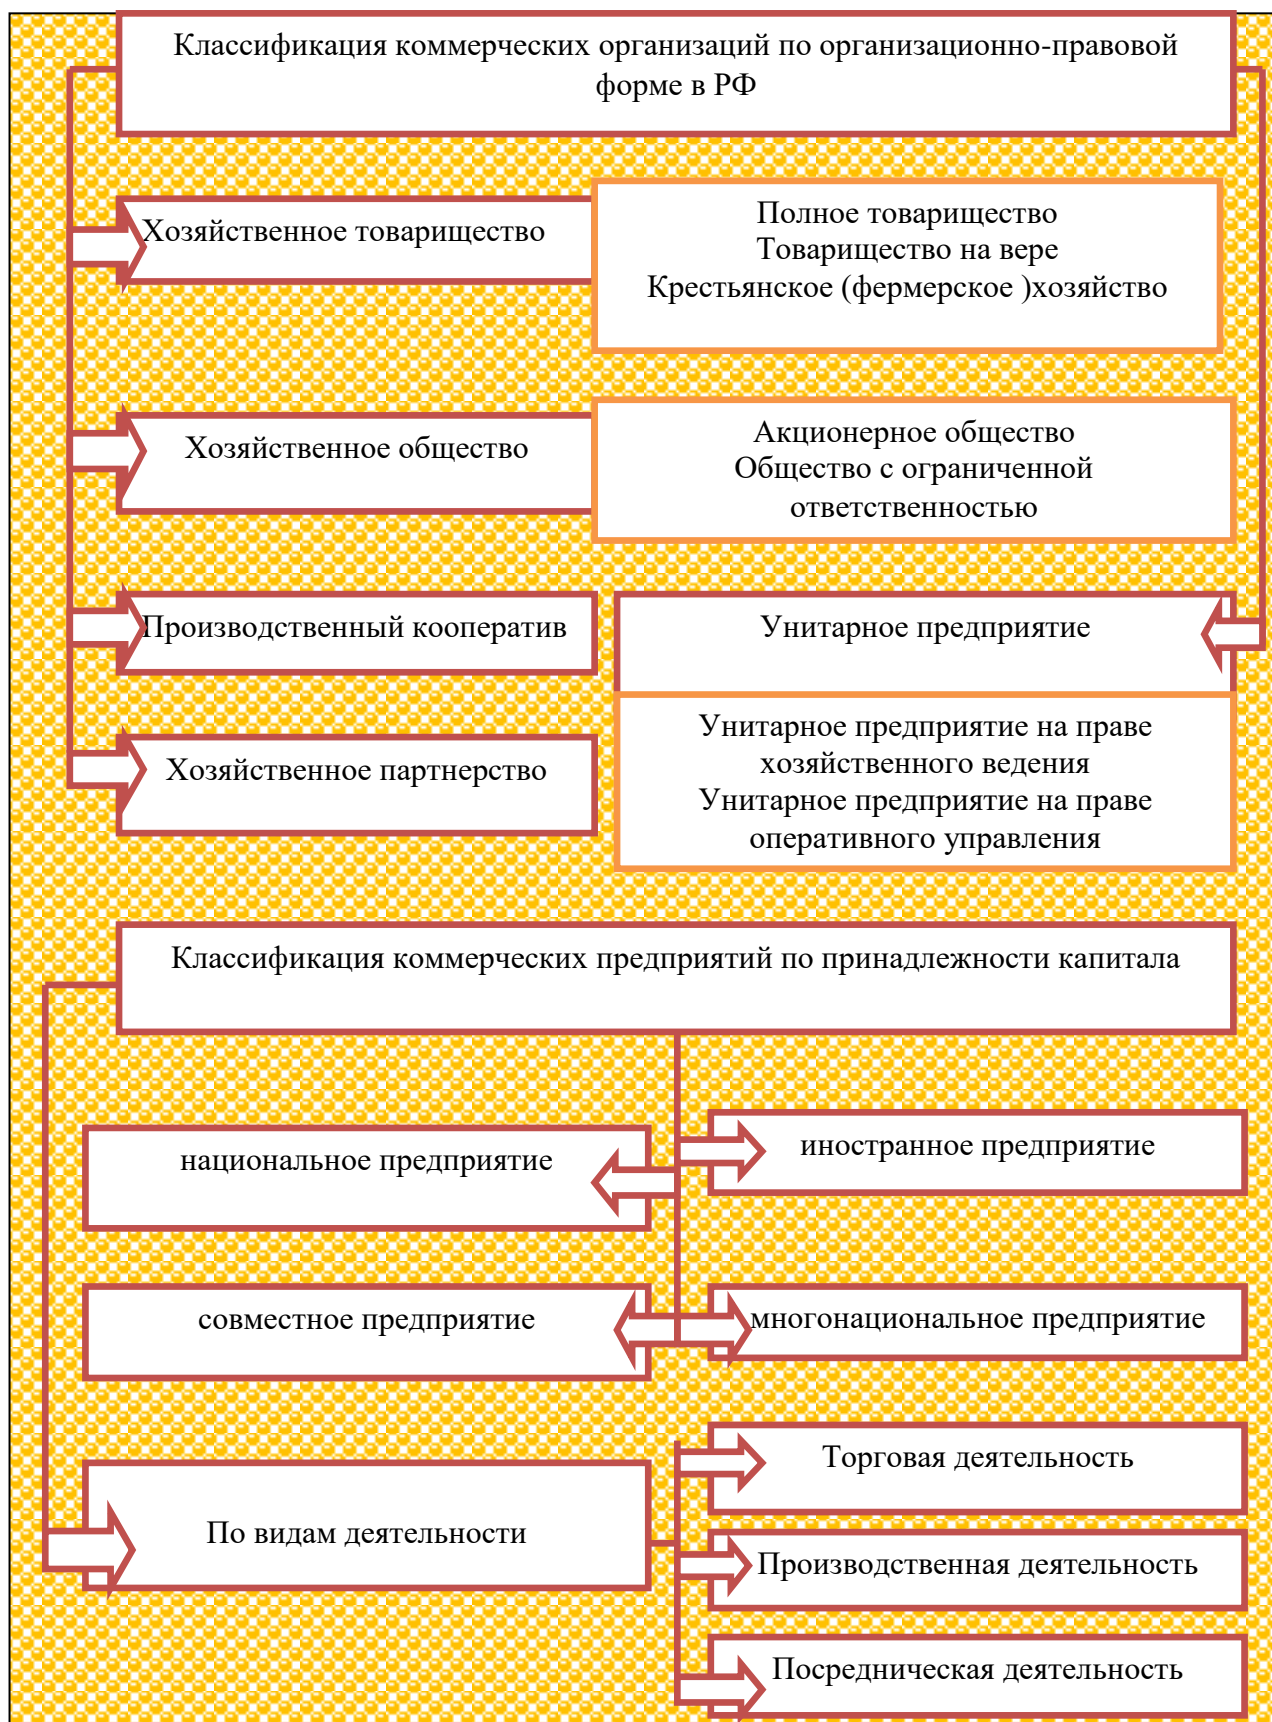 Классификация коммерческих организаций по организационно-правовой
форме в РФ
Хозяйственное товарищество
Полное товарищество
Товарищество на вере
Крестьянское (фермерское )хозяйство
Хозяйственное общество
Акционерное общество
Общество с ограниченной
ответственностью
Производственный кооператив
Унитарное предприятие
Хозяйственное партнерство
Унитарное предприятие на праве
хозяйственного ведения
Унитарное предприятие на праве
оперативного управления
Классификация коммерческих предприятий по принадлежности капитала
национальное предприятие
иностранное предприятие
совместное предприятие
многонациональное предприятие
По видам деятельности
Торговая деятельность
Производственная деятельность
Посредническая деятельность